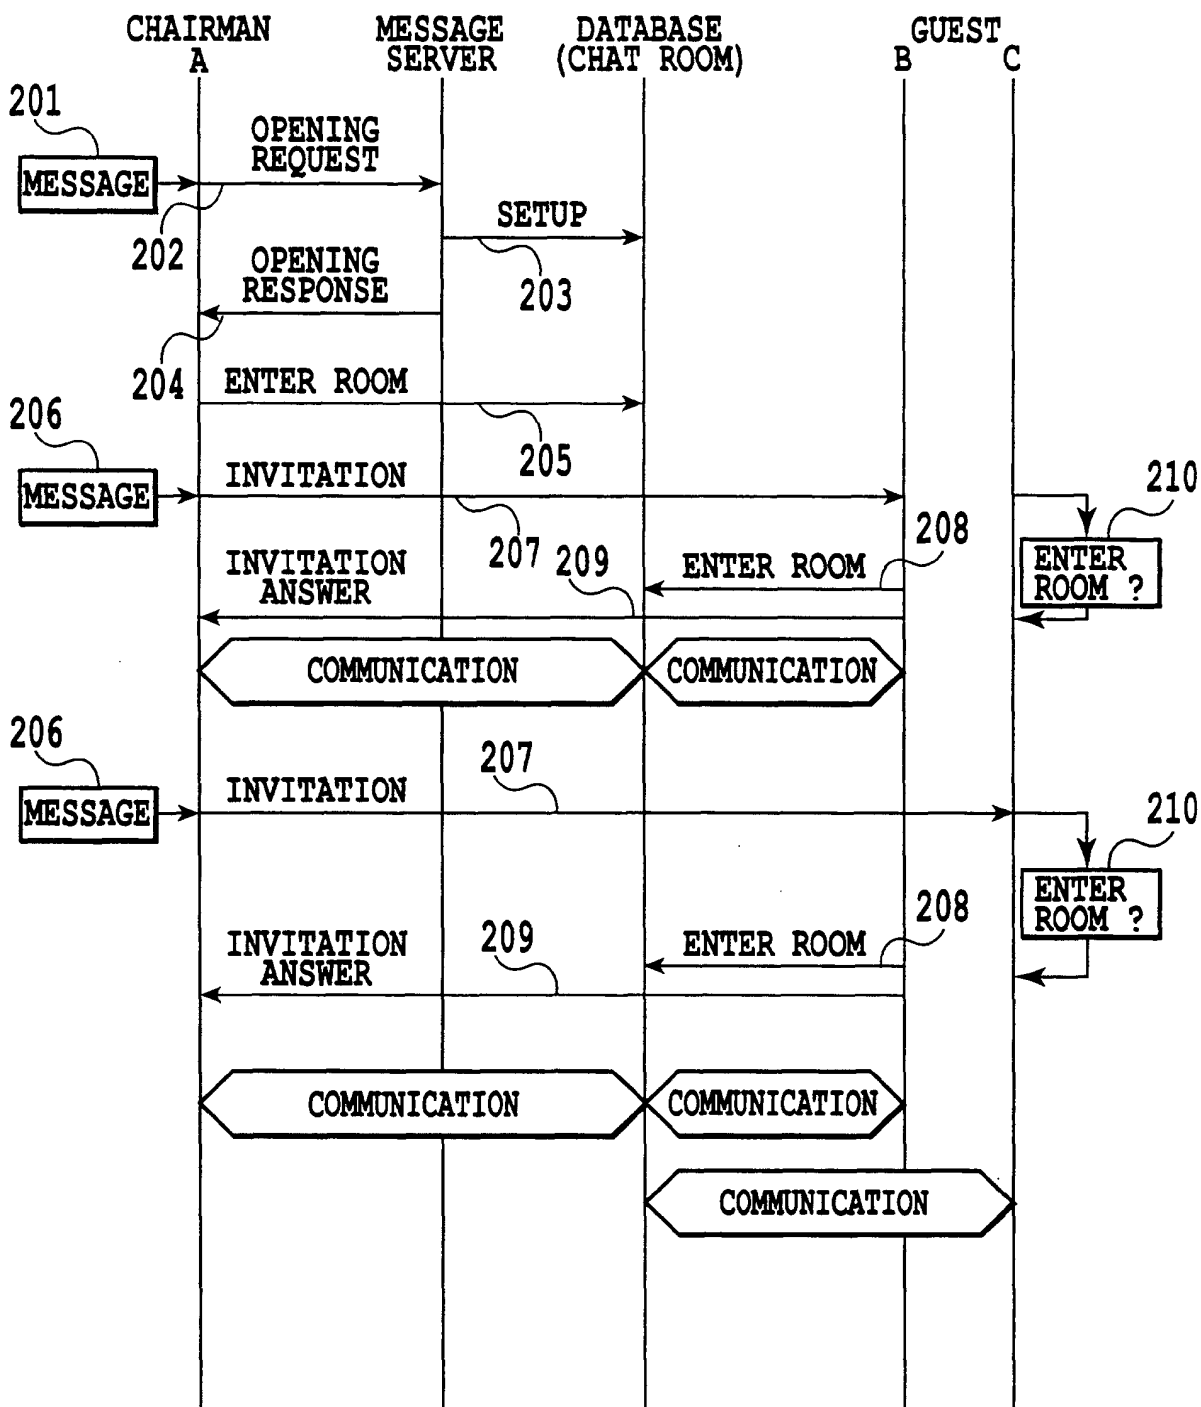 CHAIRMAN
A
MESSAGE
SERVER
DATABASE
(CHAT ROOM)
GUEST
B
C
201
MESSAGE
OPENING
REQUEST
202
SETUP
203
OPENING
RESPONSE
204
ENTER ROOM
205
206
MESSAGE
INVITATION
207
210
ENTER
ROOM ?
208
ENTER ROOM
209
INVITATION
ANSWER
COMMUNICATION
COMMUNICATION
206
MESSAGE
INVITATION
207
210
ENTER
ROOM ?
208
ENTER ROOM
209
INVITATION
ANSWER
COMMUNICATION
COMMUNICATION
COMMUNICATION